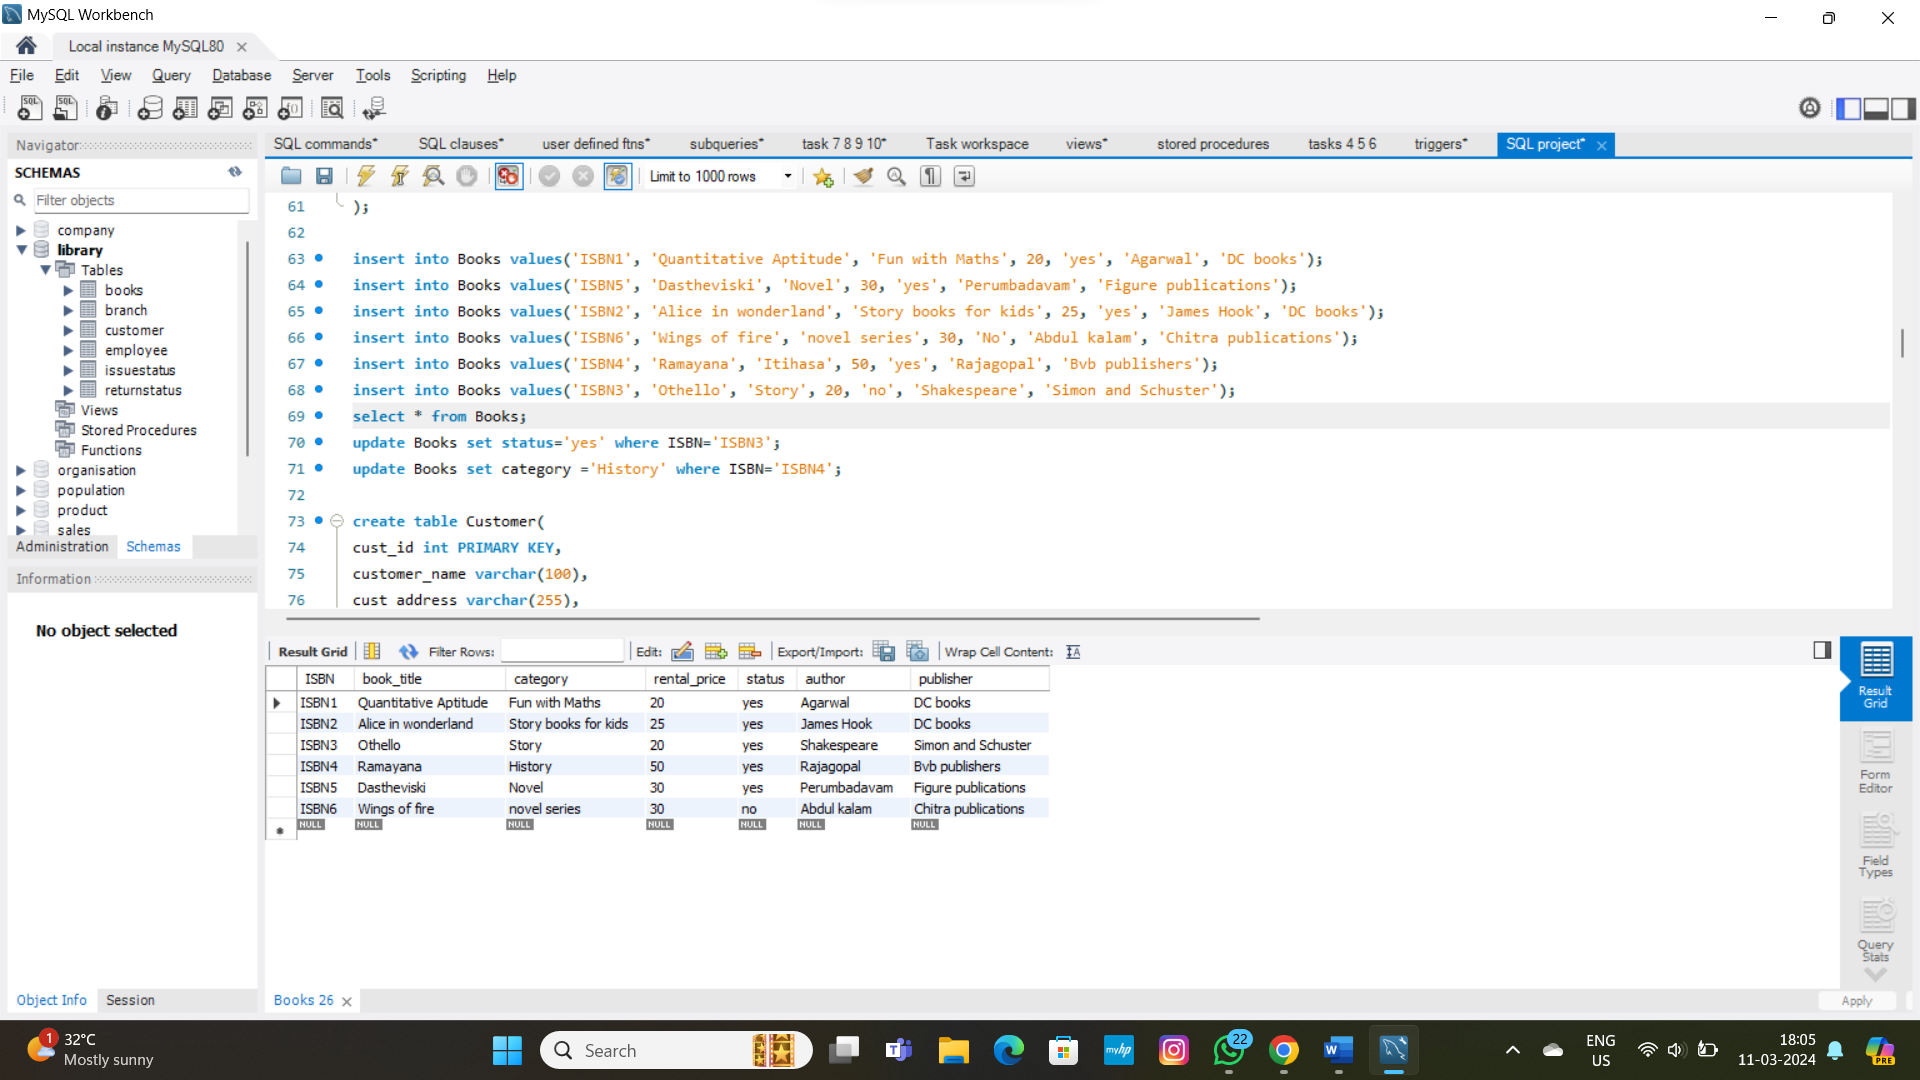 MySQL Workbench
Local instance MySQL80
File Edit View Query Database Server Tools Scripting Help
Navigator
SQL commands* SQL clauses* user defined ftns* subqueries* task 7 8 9 10* Task workspace views* stored procedures tasks 4 5 6 triggers* SQL project*
SCHEMAS
Filter objects
company
library
Tables
books
branch
customer
employee
issuestatus
returnstatus
Views
Stored Procedures
Functions
organisation
population
product
sales
Administration Schemas
Information
No object selected
Object Info Session
Limit to 1000 rows
61 );
62
63 insert into Books values('ISBN1', 'Quantitative Aptitude', 'Fun with Maths', 20, 'yes', 'Agarwal', 'DC books');
64 insert into Books values('ISBN5', 'Dastheviski', 'Novel', 30, 'yes', 'Perumbadavam', 'Figure publications');
65 insert into Books values('ISBN2', 'Alice in wonderland', 'Story books for kids', 25, 'yes', 'James Hook', 'DC books');
66 insert into Books values('ISBN6', 'Wings of fire', 'novel series', 30, 'No', 'Abdul kalam', 'Chitra publications');
67 insert into Books values('ISBN4', 'Ramayana', 'Itihasa', 50, 'yes', 'Rajagopal', 'Bvb publishers');
68 insert into Books values('ISBN3', 'Othello', 'Story', 20, 'no', 'Shakespeare', 'Simon and Schuster');
69 select * from Books;
70 update Books set status='yes' where ISBN='ISBN3';
71 update Books set category ='History' where ISBN='ISBN4';
72
73 create table Customer(
74 cust_id int PRIMARY KEY,
75 customer_name varchar(100),
76 cust_address varchar(255),
Result Grid Filter Rows: Edit: Export/Import: Wrap Cell Content:
ISBN book_title category rental_price status author publisher
ISBN1 Quantitative Aptitude Fun with Maths 20 yes Agarwal DC books
ISBN2 Alice in wonderland Story books for kids 25 yes James Hook DC books
ISBN3 Othello Story 20 yes Shakespeare Simon and Schuster
ISBN4 Ramayana History 50 yes Rajagopal Bvb publishers
ISBN5 Dastheviski Novel 30 yes Perumbadavam Figure publications
ISBN6 Wings of fire novel series 30 no Abdul kalam Chitra publications
NULL NULL NULL NULL NULL NULL NULL
Result
Grid
Form
Editor
Field
Types
Query
Stats
Books 26
Apply
1
32°C
Mostly sunny
Search
myhp
22
ENG
US
18:05
11-03-2024
PRE